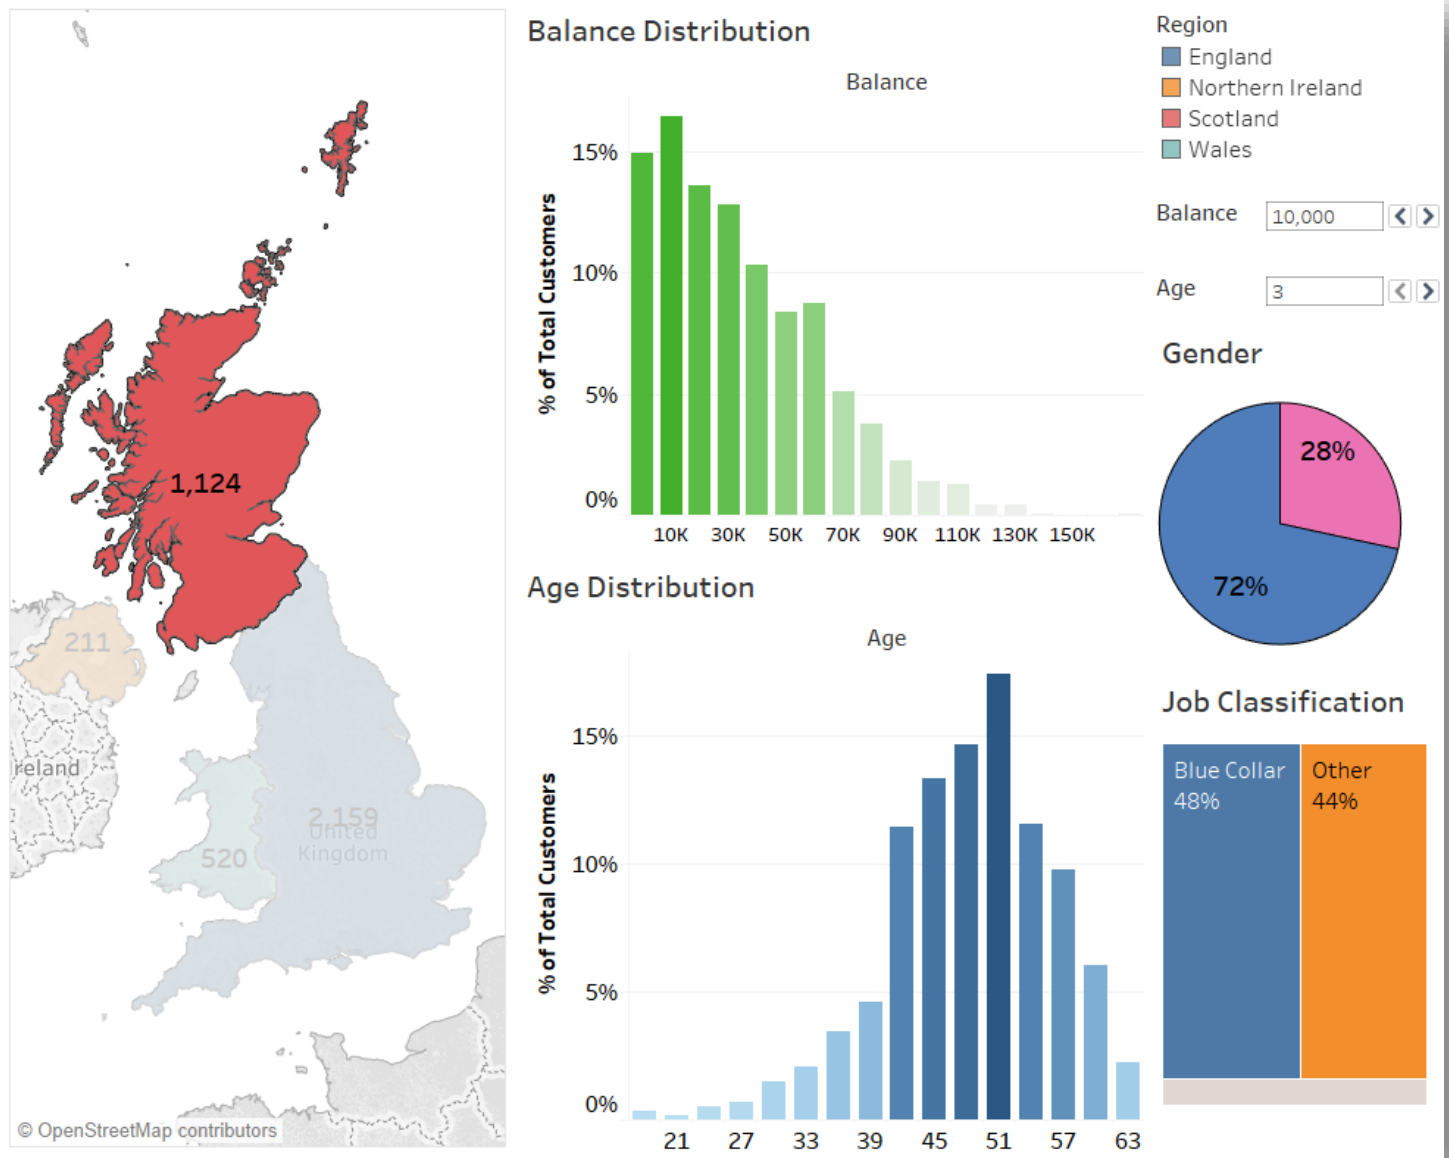 1,124
211
reland
2,159
United
Kingdom
520
© OpenStreetMap contributors
Balance Distribution
Balance
% of Total Customers
15%
10%
5%
0%
10K 30K 50K 70K 90K 110K 130K 150K
Age Distribution
Age
% of Total Customers
15%
10%
5%
0%
21 27 33 39 45 51 57 63
Region
England
Northern Ireland
Scotland
Wales
Balance 10,000
Age 3
Gender
28%
72%
Job Classification
Blue Collar
48%
Other
44%